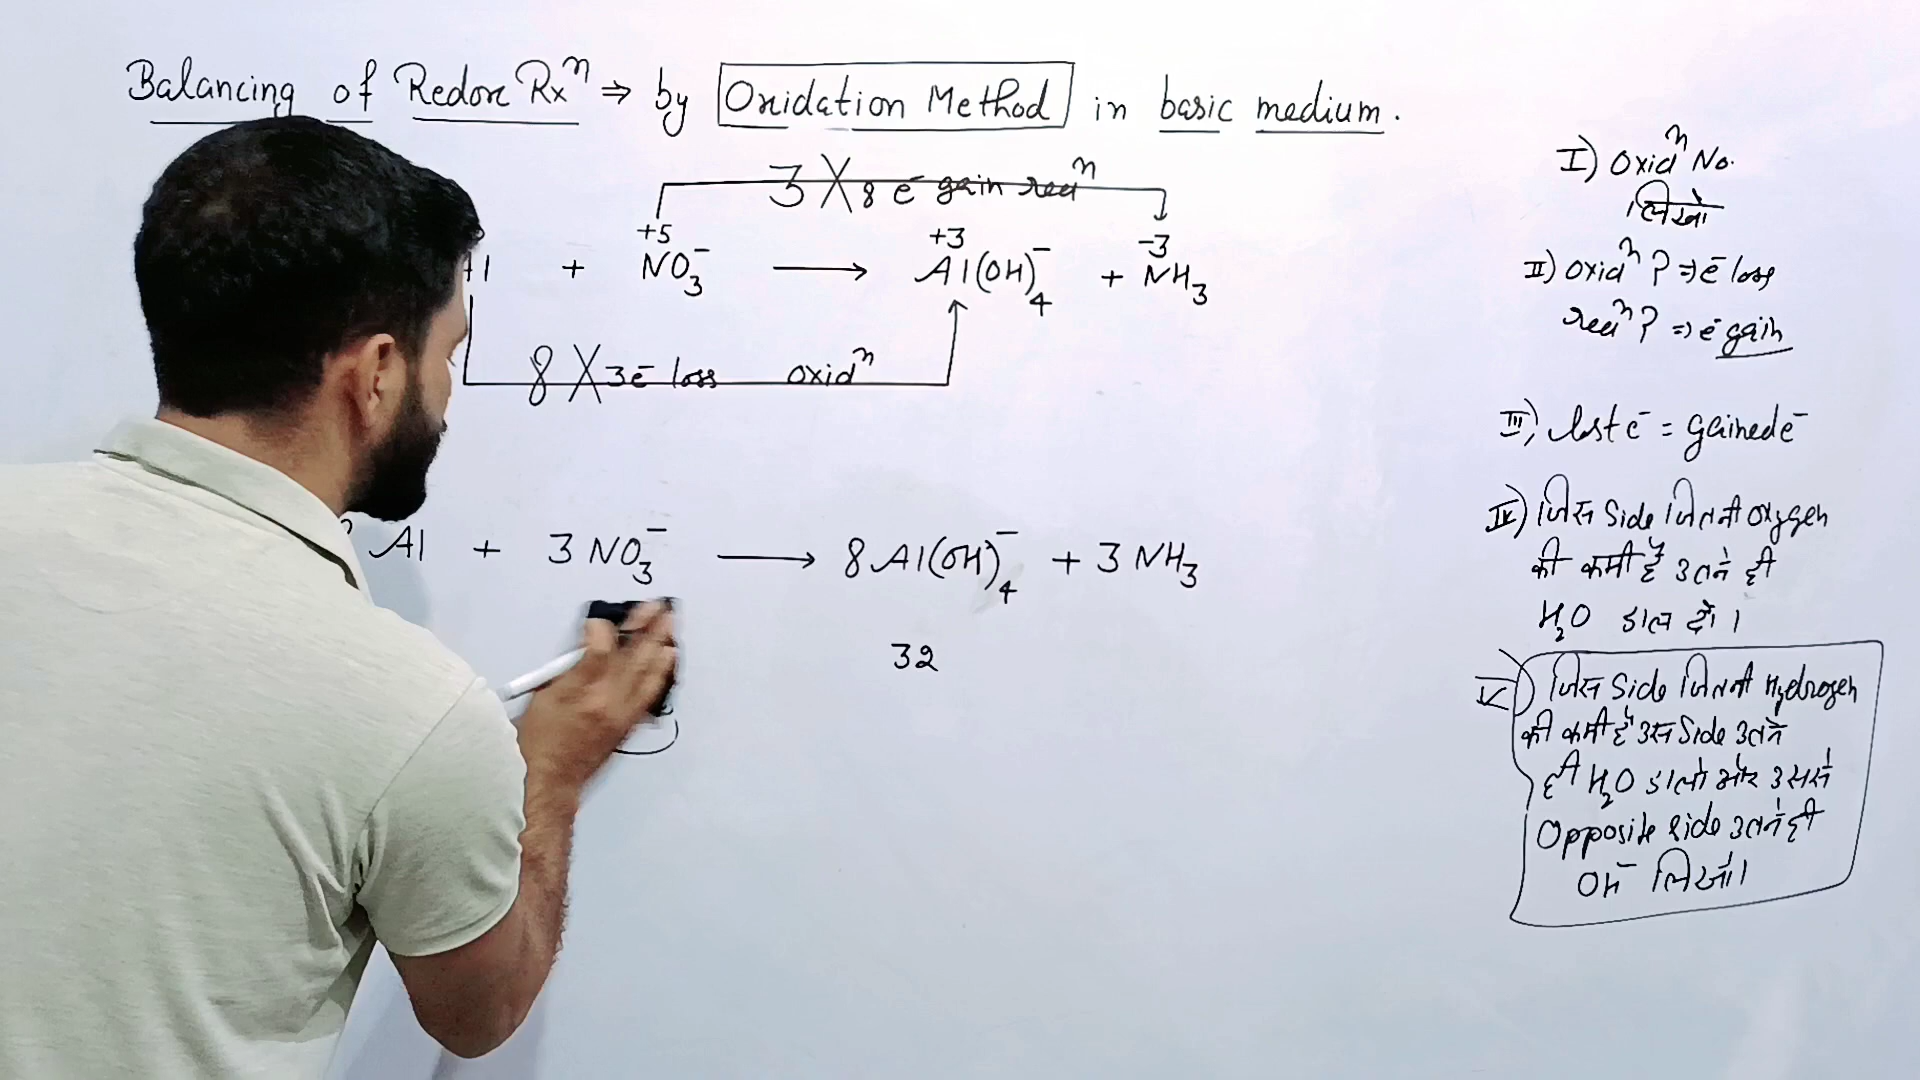 Balancing of Redox Rxⁿ ⇒ by Oxidation Method in basic medium.
3 X 8 e⁻ gain redⁿ
+5 +3 -3
Al + NO₃⁻ ⟶ Al(OH)₄⁻ + NH₃
8 X 3e⁻ loss oxidⁿ
Al + 3 NO₃⁻ ⟶ 8 Al(OH)₄⁻ + 3 NH₃
32
I) Oxidⁿ No.
लिखो
II) Oxidⁿ ? ⇒ e⁻ loss
redⁿ ? ⇒ e⁻ gain
III) lost e⁻ = gained e⁻
IV) जिस Side जितनी Oxygen
की कमी है उतने ही
H₂O डाल दो।
V) जिस Side जितनी Hydrogen
की कमी है उस Side उतने
ही H₂O डालो और उससे
Opposite side उतने ही
OH⁻ लिखो।